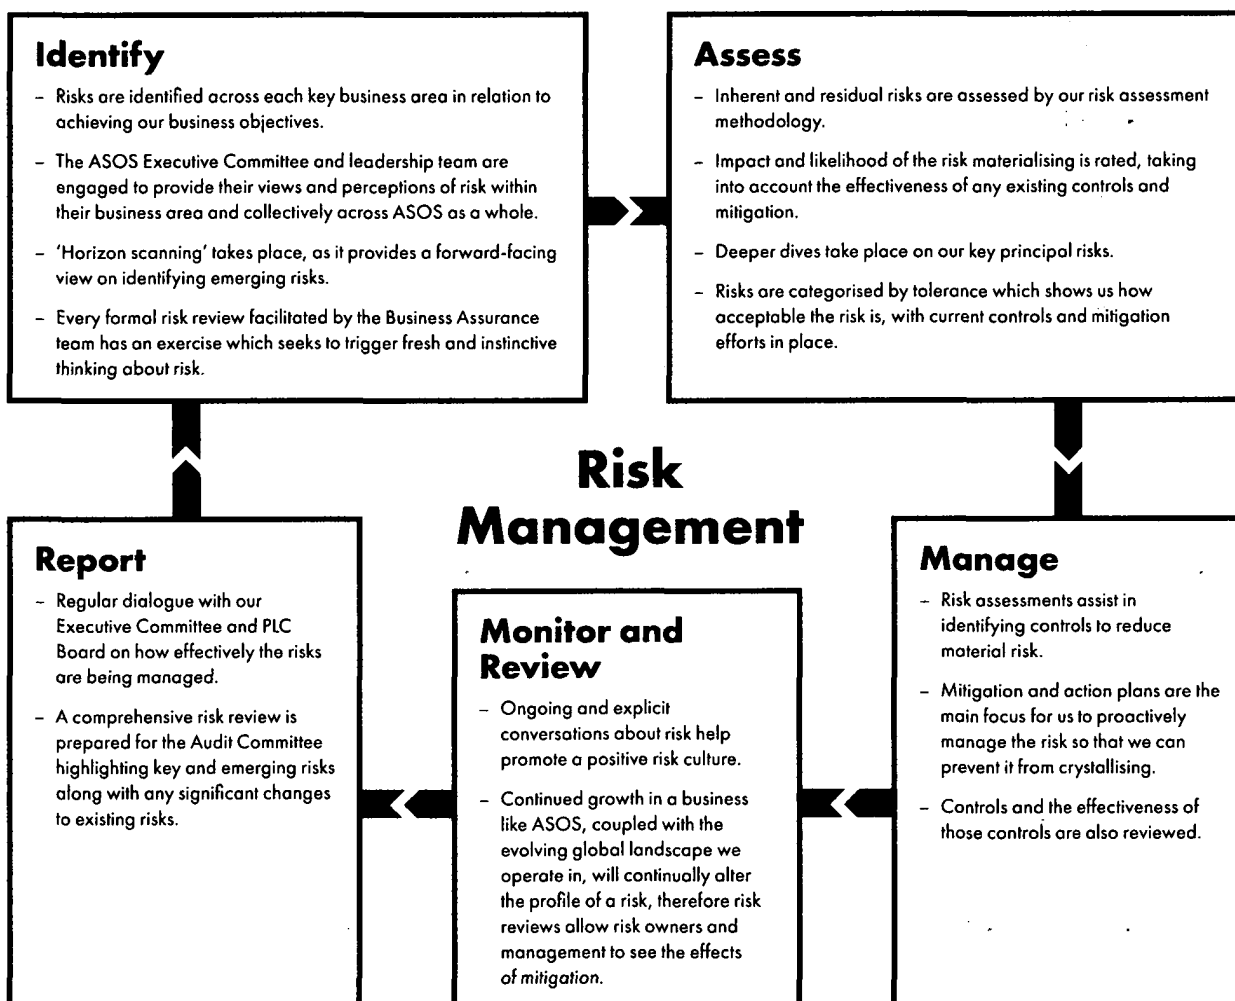 Identify
– Risks are identified across each key business area in relation to
achieving our business objectives.
– The ASOS Executive Committee and leadership team are
engaged to provide their views and perceptions of risk within
their business area and collectively across ASOS as a whole.
– ‘Horizon scanning’ takes place, as it provides a forward-facing
view on identifying emerging risks.
– Every formal risk review facilitated by the Business Assurance
team has an exercise which seeks to trigger fresh and instinctive
thinking about risk.
Assess
– Inherent and residual risks are assessed by our risk assessment
methodology.
– Impact and likelihood of the risk materialising is rated, taking
into account the effectiveness of any existing controls and
mitigation.
– Deeper dives take place on our key principal risks.
– Risks are categorised by tolerance which shows us how
acceptable the risk is, with current controls and mitigation
efforts in place.
Risk
Management
Report
– Regular dialogue with our
Executive Committee and PLC
Board on how effectively the risks
are being managed.
– A comprehensive risk review is
prepared for the Audit Committee
highlighting key and emerging risks
along with any significant changes
to existing risks.
Monitor and
Review
– Ongoing and explicit
conversations about risk help
promote a positive risk culture.
– Continued growth in a business
like ASOS, coupled with the
evolving global landscape we
operate in, will continually alter
the profile of a risk, therefore risk
reviews allow risk owners and
management to see the effects
of mitigation.
Manage
– Risk assessments assist in
identifying controls to reduce
material risk.
– Mitigation and action plans are the
main focus for us to proactively
manage the risk so that we can
prevent it from crystallising.
– Controls and the effectiveness of
those controls are also reviewed.